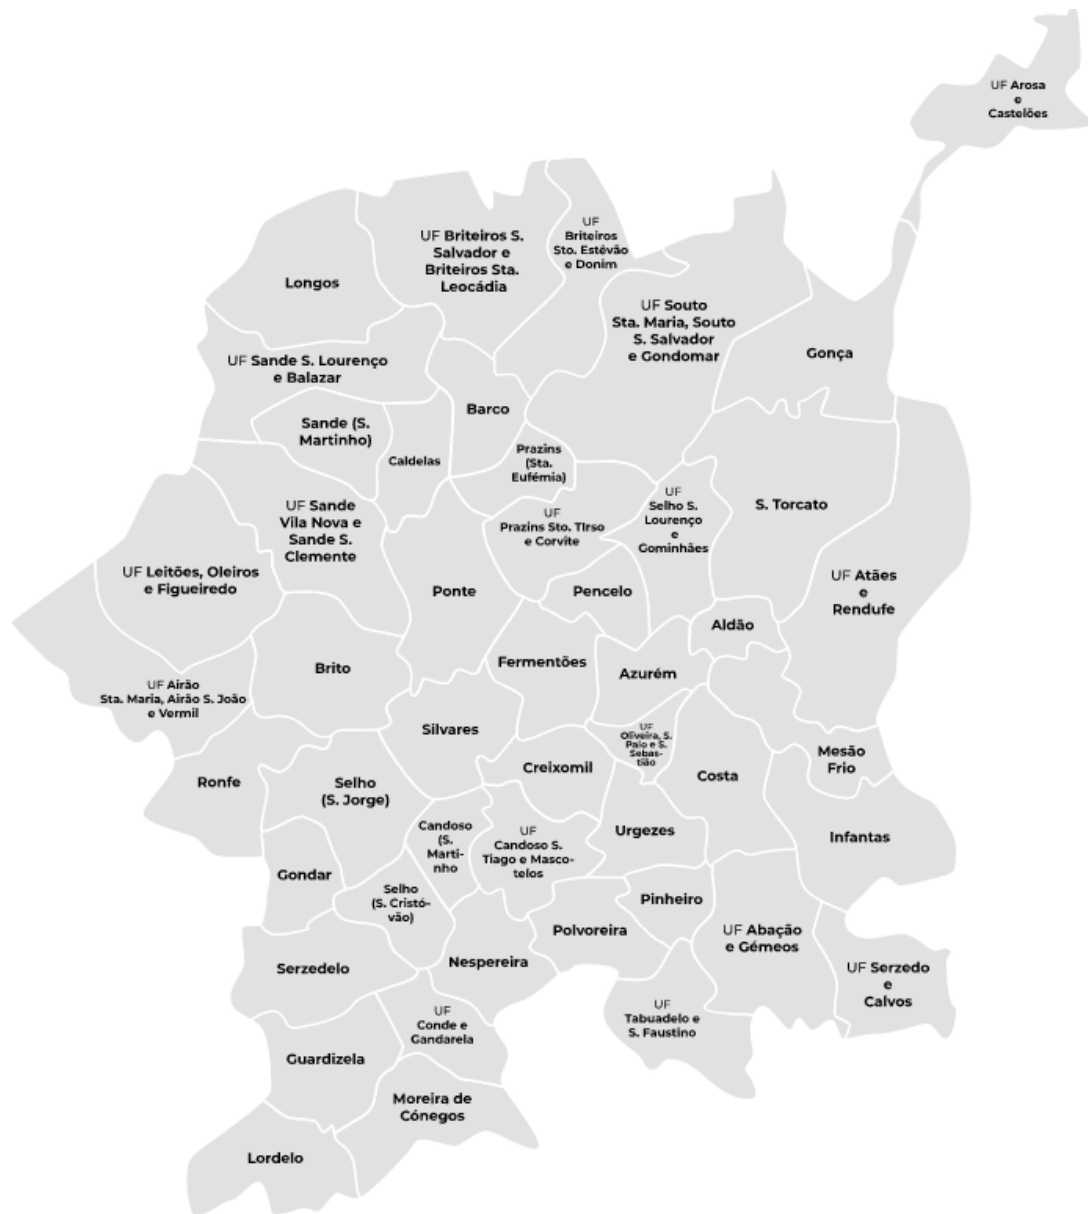 UF Arosa
e
Castelões
UF Briteiros S.
Salvador e
Briteiros Sta.
Leocádia
UF
Briteiros
Sto. Estêvão
e Donim
Longos
UF Souto
Sta. Maria, Souto
S. Salvador
e Gondomar
Gonça
UF Sande S. Lourenço
e Balazar
Barco
Sande (S.
Martinho)
Caldelas
Prazins
(Sta.
Eufémia)
UF Sande
Vila Nova e
Sande S.
Clemente
UF
Prazins Sto. TIrso
e Corvite
UF
Selho S.
Lourenço
e
Gominhães
S. Torcato
UF Leitões, Oleiros
e Figueiredo
Ponte
Pencelo
UF Atães
e
Rendufe
Aldão
Brito
Fermentões
Azurém
UF Airão
Sta. Maria, Airão S. João
e Vermil
Silvares
UF
Oliveira, S.
Paio e S.
Sebas-
tião
Mesão
Frio
Ronfe
Selho
(S. Jorge)
Creixomil
Costa
Candoso
(S.
Marti-
nho
UF
Candoso S.
Tiago e Masco-
telos
Urgezes
Infantas
Gondar
Selho
(S. Cristó-
vão)
Pinheiro
Polvoreira
UF Abação
e Gémeos
Serzedelo
Nespereira
UF Serzedo
e
Calvos
UF
Conde e
Gandarela
UF
Tabuadelo e
S. Faustino
Guardizela
Moreira de
Cónegos
Lordelo